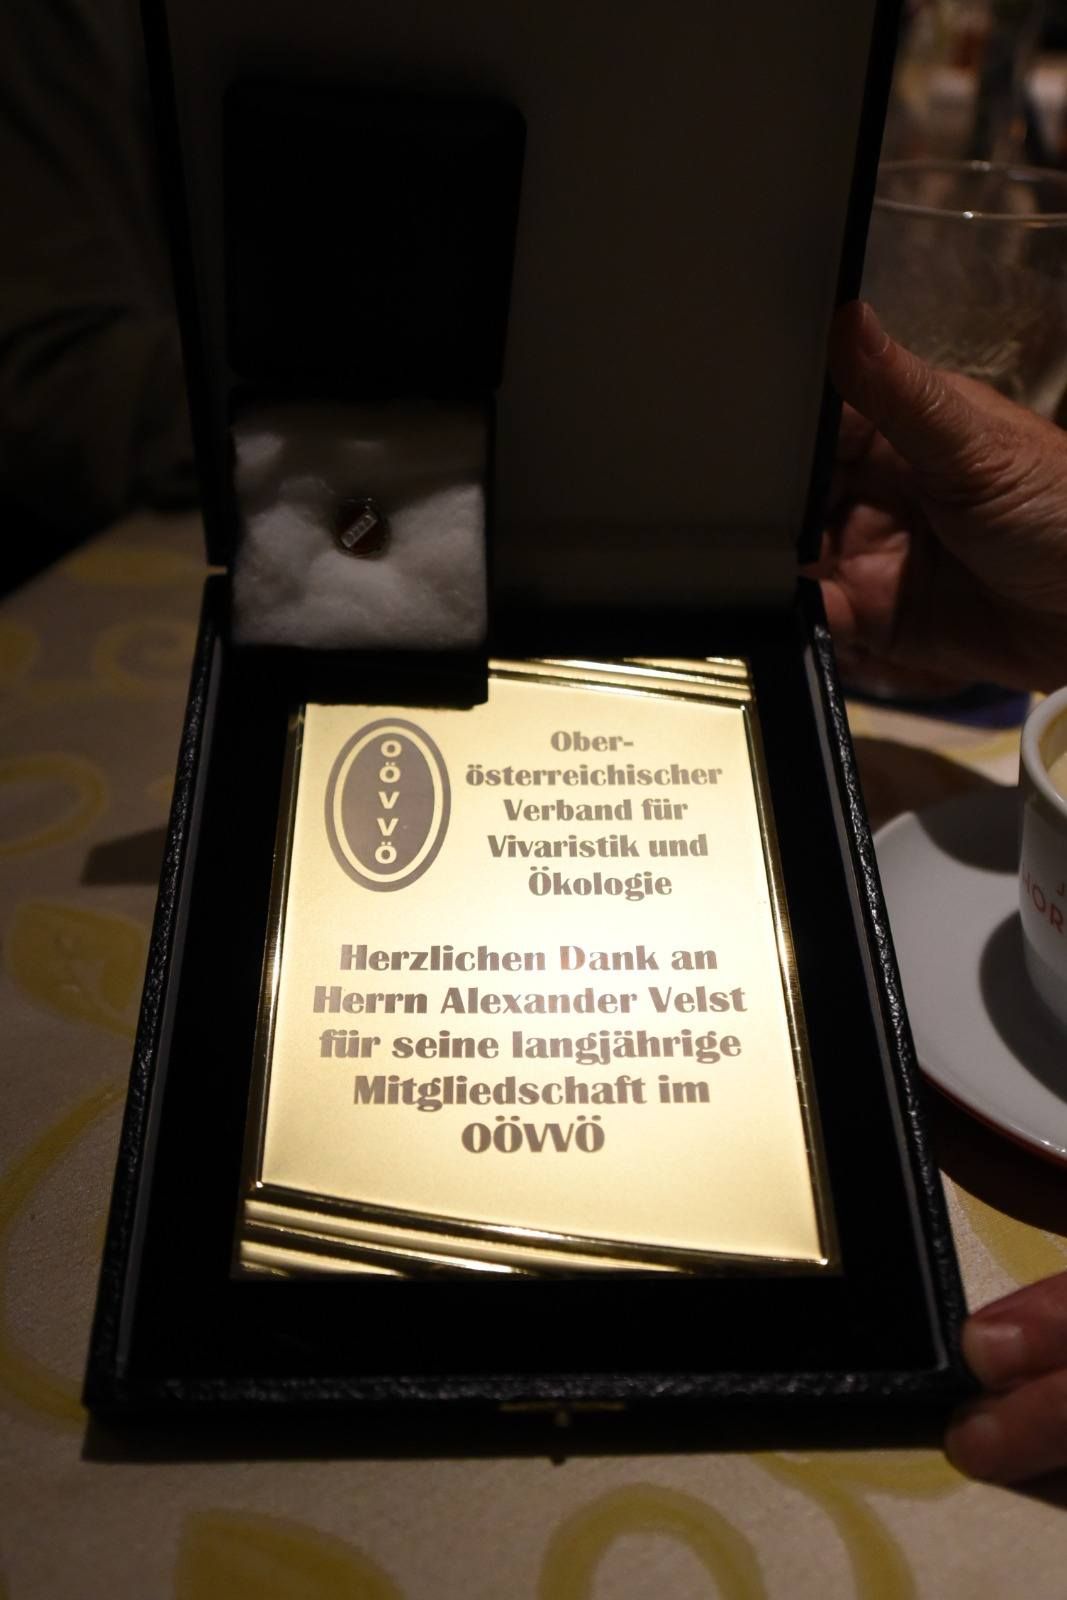 O
Ö
V
V
Ö
Ober-
österreichischer
Verband für
Vivaristik und
Ökologie
Herzlichen Dank an
Herrn Alexander Velst
für seine langjährige
Mitgliedschaft im
OÖVVÖ